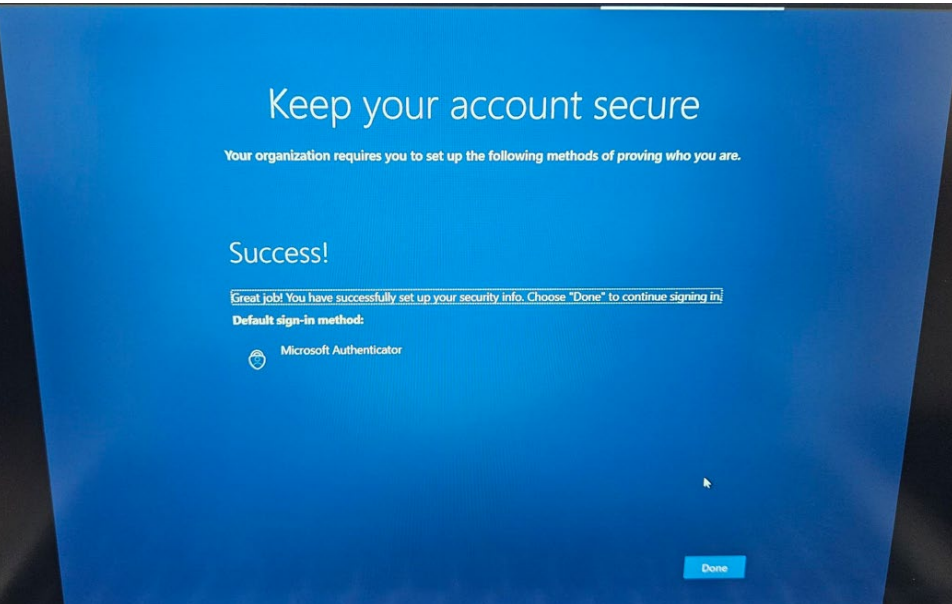 Keep your account secure
Your organization requires you to set up the following methods of proving who you are.
Success!
Great job! You have successfully set up your security info. Choose "Done" to continue signing in.
Default sign-in method:
Microsoft Authenticator
Done